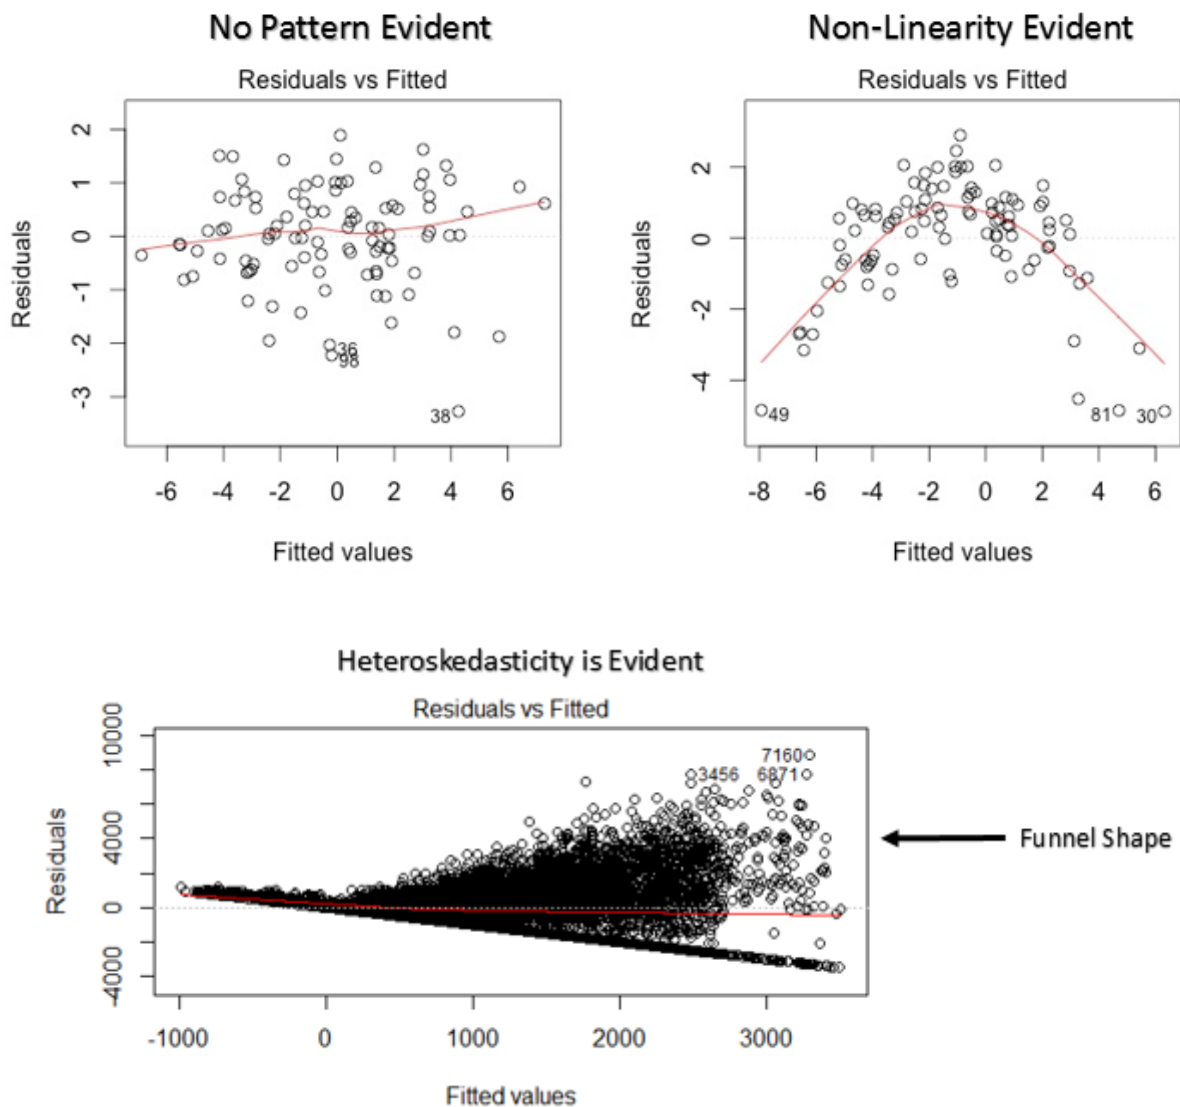 No Pattern Evident
Residuals vs Fitted
Residuals
2
1
0
-1
-2
-3
36
98
38
-6 -4 -2 0 2 4 6
Fitted values
Non-Linearity Evident
Residuals vs Fitted
Residuals
2
0
-2
-4
49
81
30
-8 -6 -4 -2 0 2 4 6
Fitted values
Heteroskedasticity is Evident
Residuals vs Fitted
Residuals
10000
4000
0
-4000
7160
3456 6871
-1000 0 1000 2000 3000
Fitted values
Funnel Shape